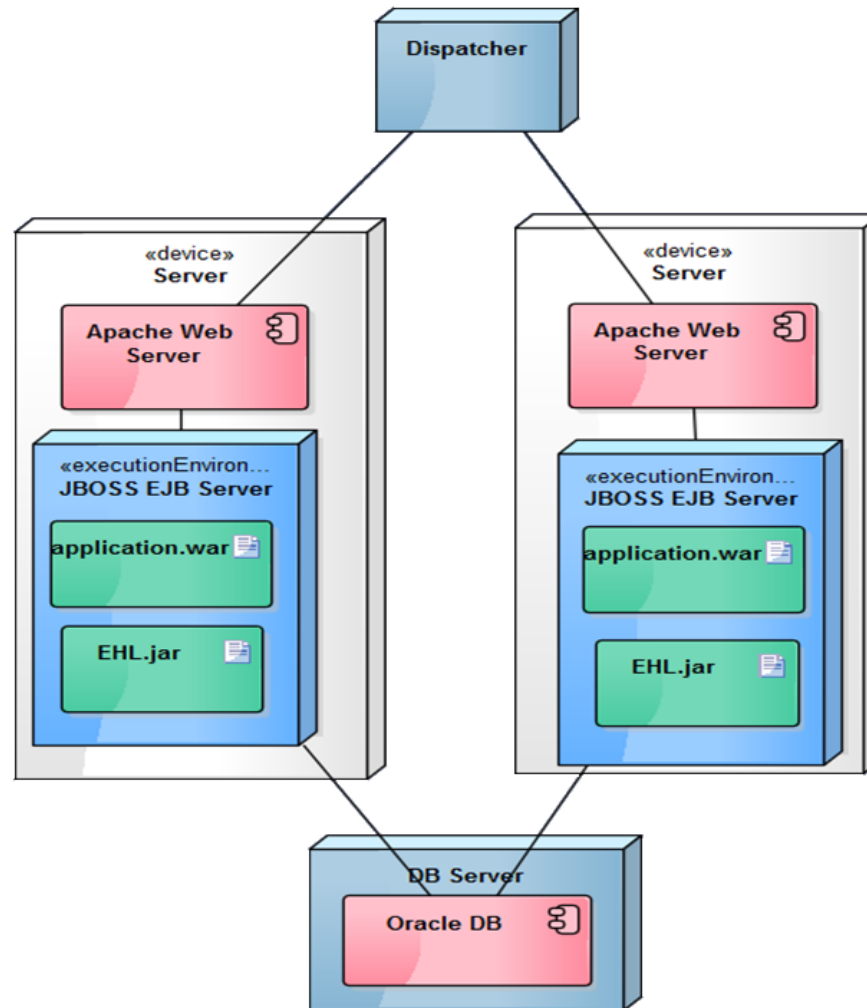 Dispatcher
«device»
Server
Apache Web
Server
«executionEnviron...
JBOSS EJB Server
application.war
EHL.jar
«device»
Server
Apache Web
Server
«executionEnviron...
JBOSS EJB Server
application.war
EHL.jar
DB Server
Oracle DB